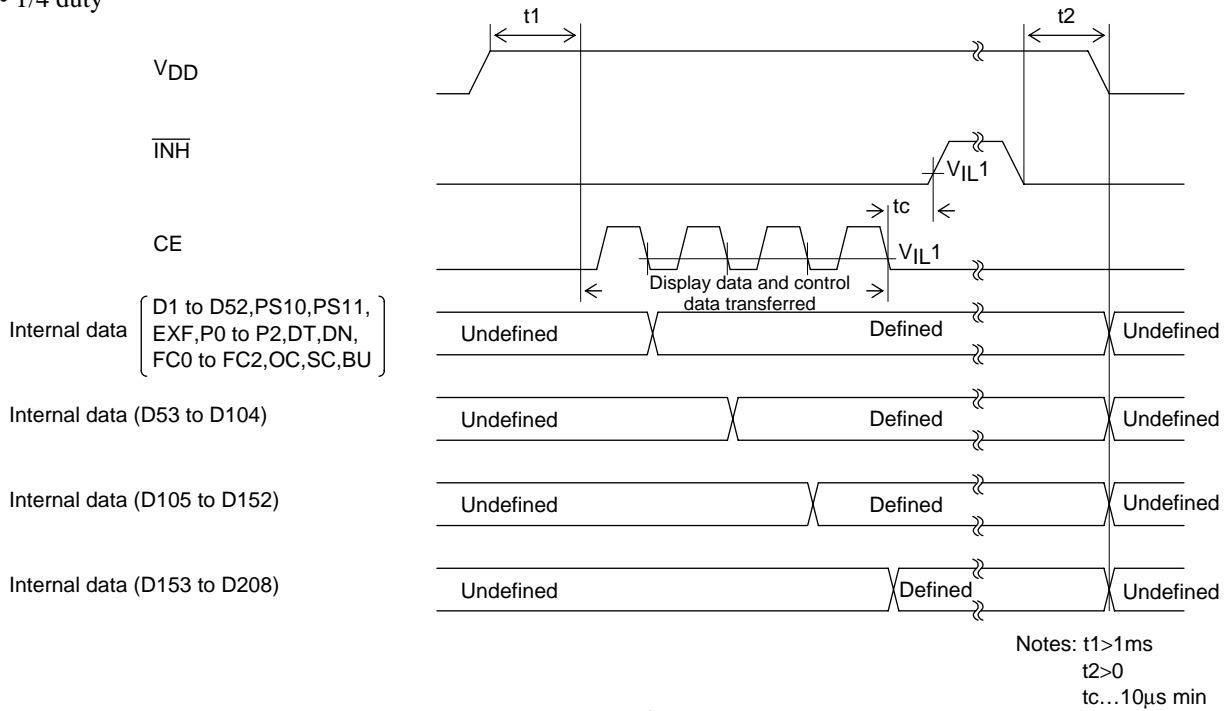 • 1/4 duty
t1
t2
VDD
INH
VIL1
tc
CE
VIL1
Display data and control
data transferred
Internal data
D1 to D52,PS10,PS11,
EXF,P0 to P2,DT,DN,
FC0 to FC2,OC,SC,BU
Undefined
Defined
Undefined
Internal data (D53 to D104)
Undefined
Defined
Undefined
Internal data (D105 to D152)
Undefined
Defined
Undefined
Internal data (D153 to D208)
Undefined
Defined
Undefined
Notes: t1>1ms
t2>0
tc…10μs min